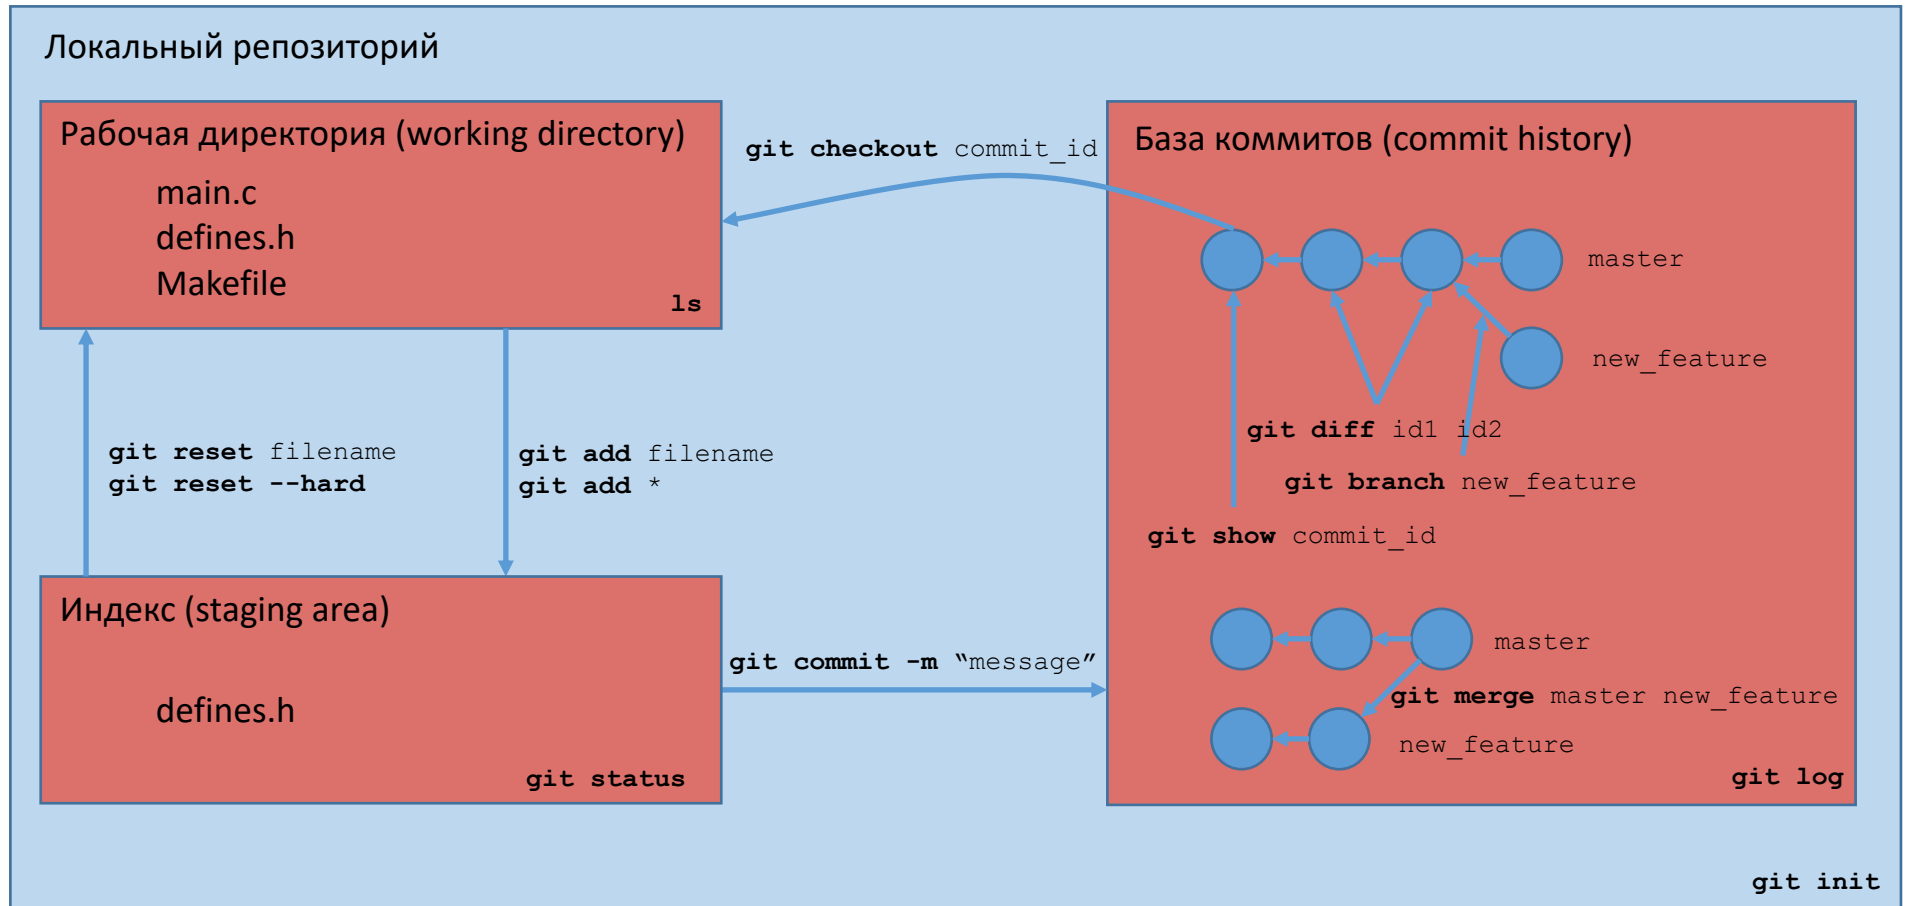 Локальный репозиторий
Рабочая директория (working directory)
main.c
defines.h
Makefile
ls
git checkout commit_id
База коммитов (commit history)
master
new_feature
git diff id1 id2
git branch new_feature
git show commit_id
git reset filename
git reset --hard
git add filename
git add *
Индекс (staging area)
defines.h
git status
git commit -m “message”
master
git merge master new_feature
new_feature
git log
git init